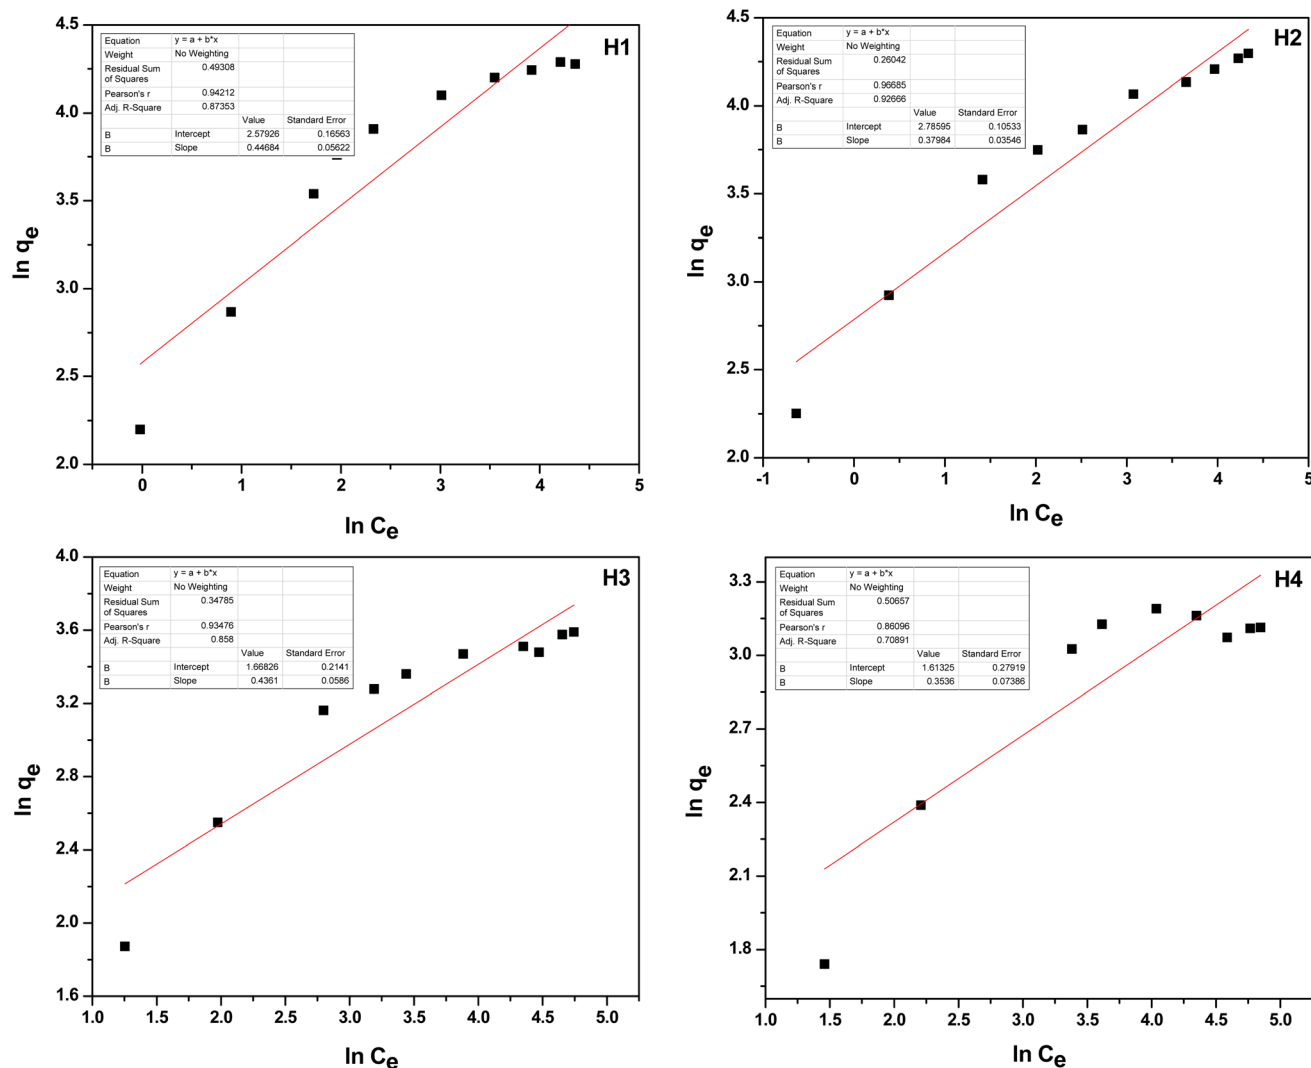 H1
Equation y = a + b*x
Weight No Weighting
Residual Sum of Squares 0.49308
Pearson's r 0.94212
Adj. R-Square 0.87353
Value Standard Error
B Intercept 2.57926 0.16563
B Slope 0.44684 0.05622
4.5
4.0
3.5
3.0
2.5
2.0
ln qe
0 1 2 3 4 5
ln Ce
H2
Equation y = a + b*x
Weight No Weighting
Residual Sum of Squares 0.26042
Pearson's r 0.96685
Adj. R-Square 0.92666
Value Standard Error
B Intercept 2.78595 0.10533
B Slope 0.37984 0.03546
4.5
4.0
3.5
3.0
2.5
2.0
ln qe
-1 0 1 2 3 4 5
ln Ce
H3
Equation y = a + b*x
Weight No Weighting
Residual Sum of Squares 0.34785
Pearson's r 0.93476
Adj. R-Square 0.858
Value Standard Error
B Intercept 1.66826 0.2141
B Slope 0.4361 0.0586
4.0
3.6
3.2
2.8
2.4
2.0
1.6
ln qe
1.0 1.5 2.0 2.5 3.0 3.5 4.0 4.5 5.0
ln Ce
H4
Equation y = a + b*x
Weight No Weighting
Residual Sum of Squares 0.50657
Pearson's r 0.86096
Adj. R-Square 0.70891
Value Standard Error
B Intercept 1.61325 0.27919
B Slope 0.3536 0.07386
3.3
3.0
2.7
2.4
2.1
1.8
ln qe
1.0 1.5 2.0 2.5 3.0 3.5 4.0 4.5 5.0
ln Ce